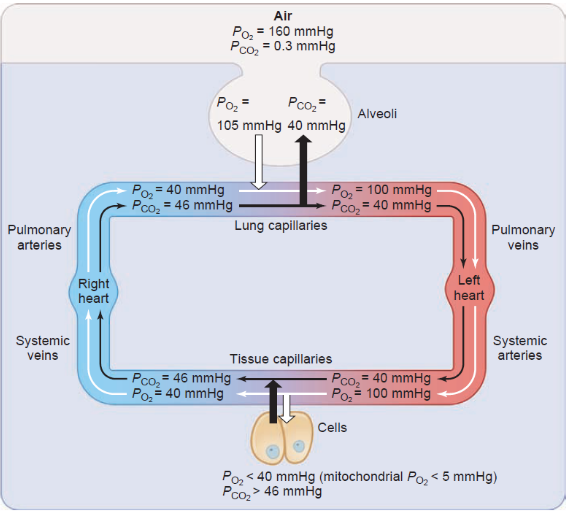 Air
PO2 = 160 mmHg
PCO2 = 0.3 mmHg
PO2 =
105 mmHg
PCO2 =
40 mmHg
Alveoli
PO2 = 40 mmHg
PCO2 = 46 mmHg
PO2 = 100 mmHg
PCO2 = 40 mmHg
Lung capillaries
Pulmonary
arteries
Pulmonary
veins
Right
heart
Left
heart
Systemic
veins
Systemic
arteries
Tissue capillaries
PCO2 = 46 mmHg
PO2 = 40 mmHg
PCO2 = 40 mmHg
PO2 = 100 mmHg
Cells
PO2 < 40 mmHg (mitochondrial PO2 < 5 mmHg)
PCO2 > 46 mmHg